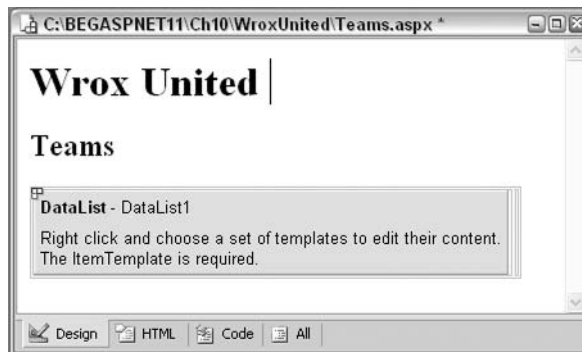 C:\BEGASPNET11\Ch10\WroxUnited\Teams.aspx *
Wrox United
Teams
DataList - DataList1
Right click and choose a set of templates to edit their content.
The ItemTemplate is required.
Design HTML Code All